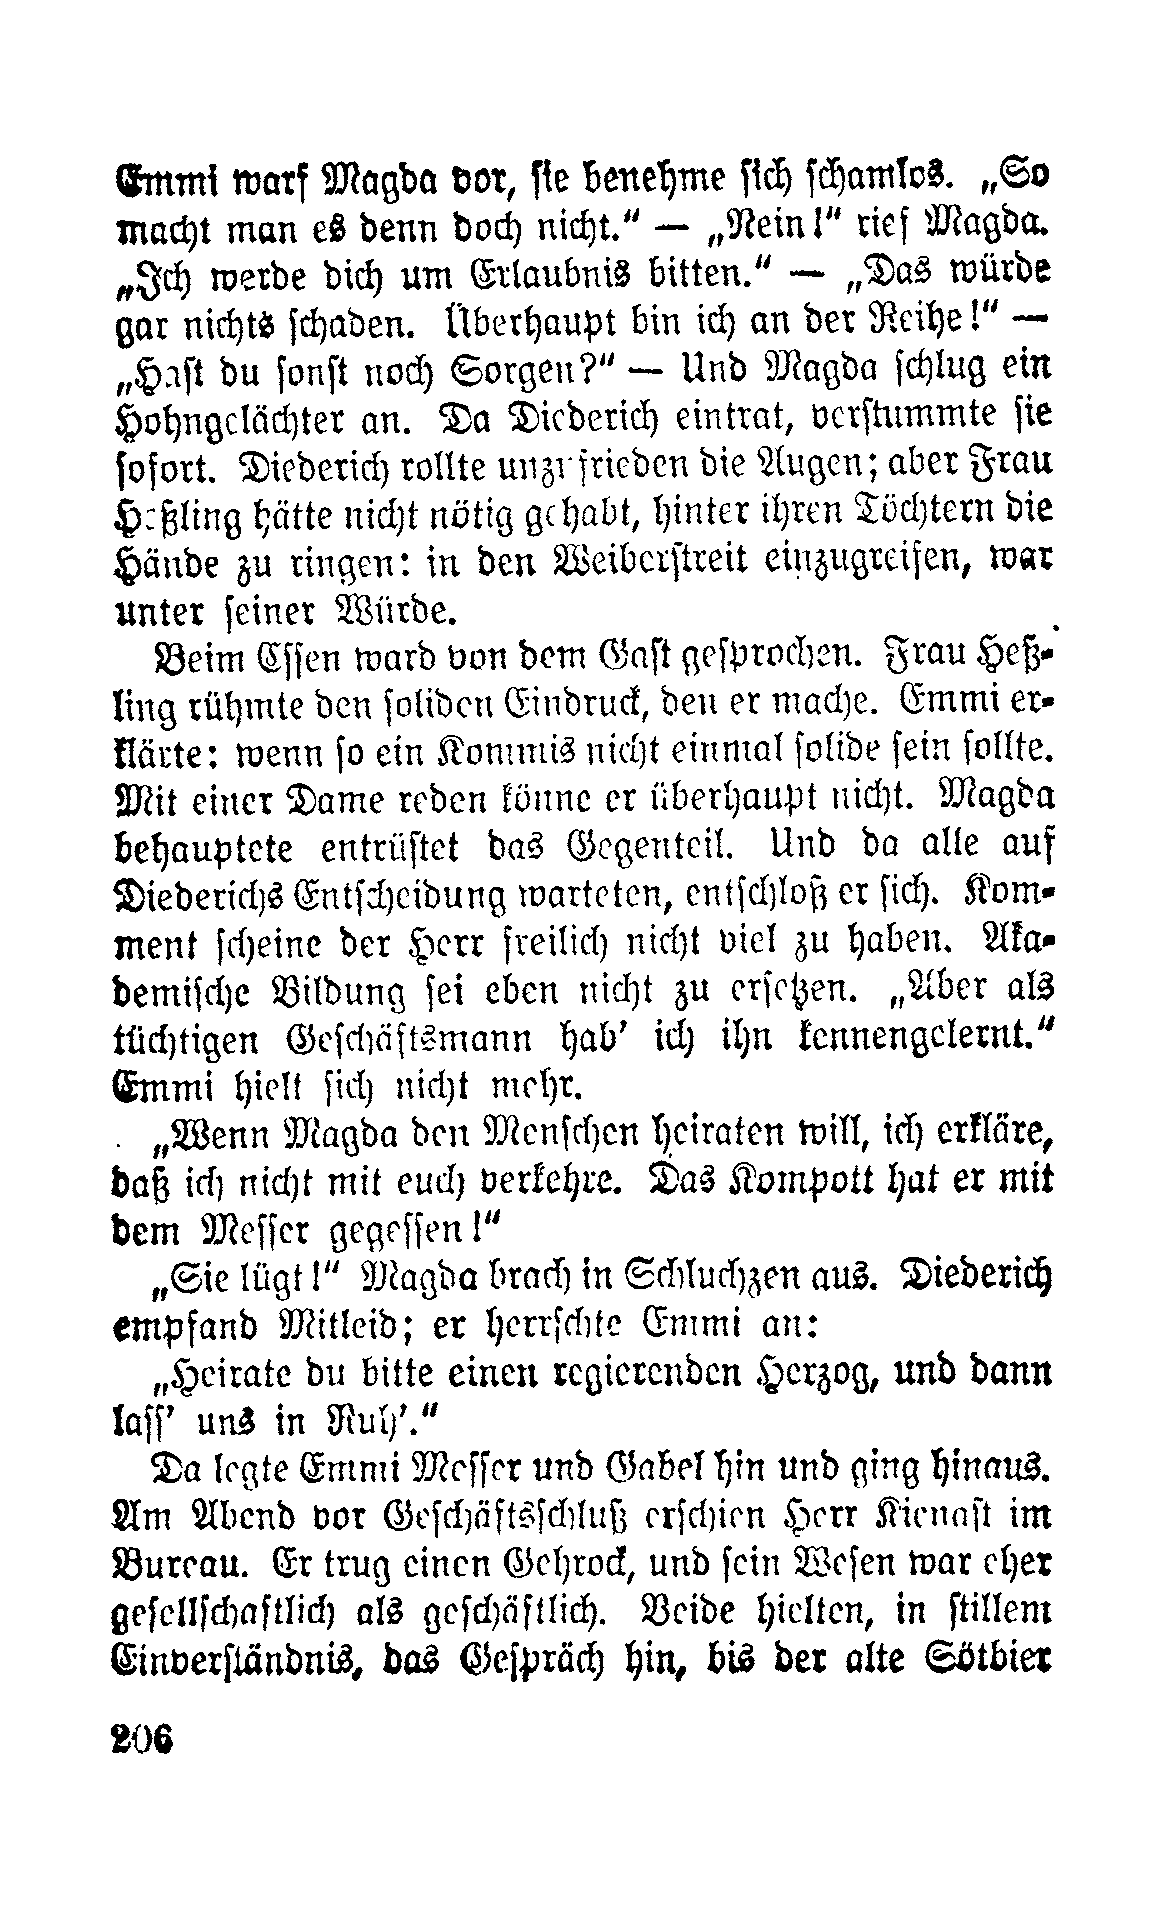 Emmi warf Magda vor, sie benehme sich schamlos. „So
macht man es denn doch nicht.“ — „Nein!“ rief Magda.
„Ich werde dich um Erlaubnis bitten.“ — „Das würde
gar nichts schaden. Überhaupt bin ich an der Reihe!“ —
„Hast du sonst noch Sorgen?“ — Und Magda schlug ein
Hohngelächter an. Da Diederich eintrat, verstummte sie
sofort. Diederich rollte unzufrieden die Augen; aber Frau
Heßling hätte nicht nötig gehabt, hinter ihren Töchtern die
Hände zu ringen: in den Weiberstreit einzugreifen, war
unter seiner Würde.
Beim Essen ward von dem Gast gesprochen. Frau Heß-
ling rühmte den soliden Eindruck, den er mache. Emmi er-
klärte: wenn so ein Kommis nicht einmal solide sein sollte.
Mit einer Dame reden könne er überhaupt nicht. Magda
behauptete entrüstet das Gegenteil. Und da alle auf
Diederichs Entscheidung warteten, entschloß er sich. Kom-
ment scheine der Herr freilich nicht viel zu haben. Aka-
demische Bildung sei eben nicht zu ersetzen. „Aber als
tüchtigen Geschäftsmann hab’ ich ihn kennengelernt.“
Emmi hielt sich nicht mehr.
„Wenn Magda den Menschen heiraten will, ich erkläre,
daß ich nicht mit euch verkehre. Das Kompott hat er mit
dem Messer gegessen!“
„Sie lügt!“ Magda brach in Schluchzen aus. Diederich
empfand Mitleid; er herrschte Emmi an:
„Heirate du bitte einen regierenden Herzog, und dann
lass’ uns in Ruh’.“
Da legte Emmi Messer und Gabel hin und ging hinaus.
Am Abend vor Geschäftsschluß erschien Herr Kienast im
Bureau. Er trug einen Gehrock, und sein Wesen war eher
gesellschaftlich als geschäftlich. Beide hielten, in stillem
Einverständnis, das Gespräch hin, bis der alte Sötbier
206